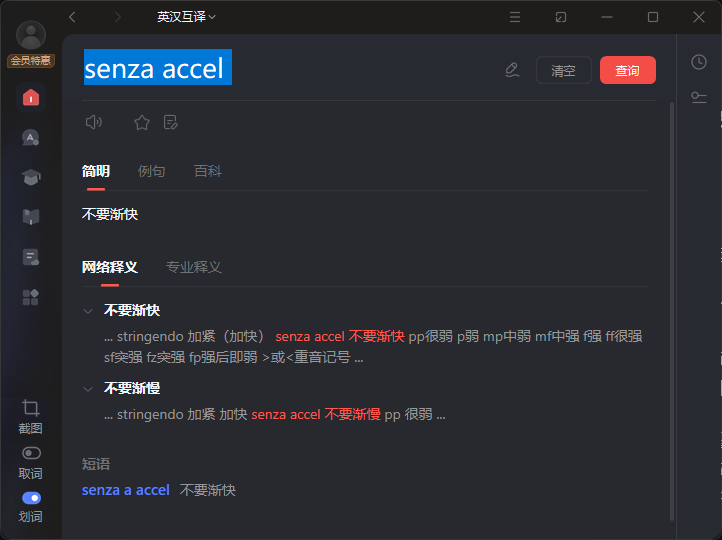 英汉互译
会员特惠
senza accel
清空
查询
简明 例句 百科
不要渐快
网络释义 专业释义
不要渐快
... stringendo 加紧（加快） senza accel 不要渐快 pp很弱 p弱 mp中弱 mf中强 f强 ff很强
sf突强 fz突强 fp强后即弱 >或<重音记号 ...
不要渐慢
... stringendo 加紧 加快 senza accel 不要渐慢 pp 很弱 ...
短语
senza a accel 不要渐快
截图
取词
划词